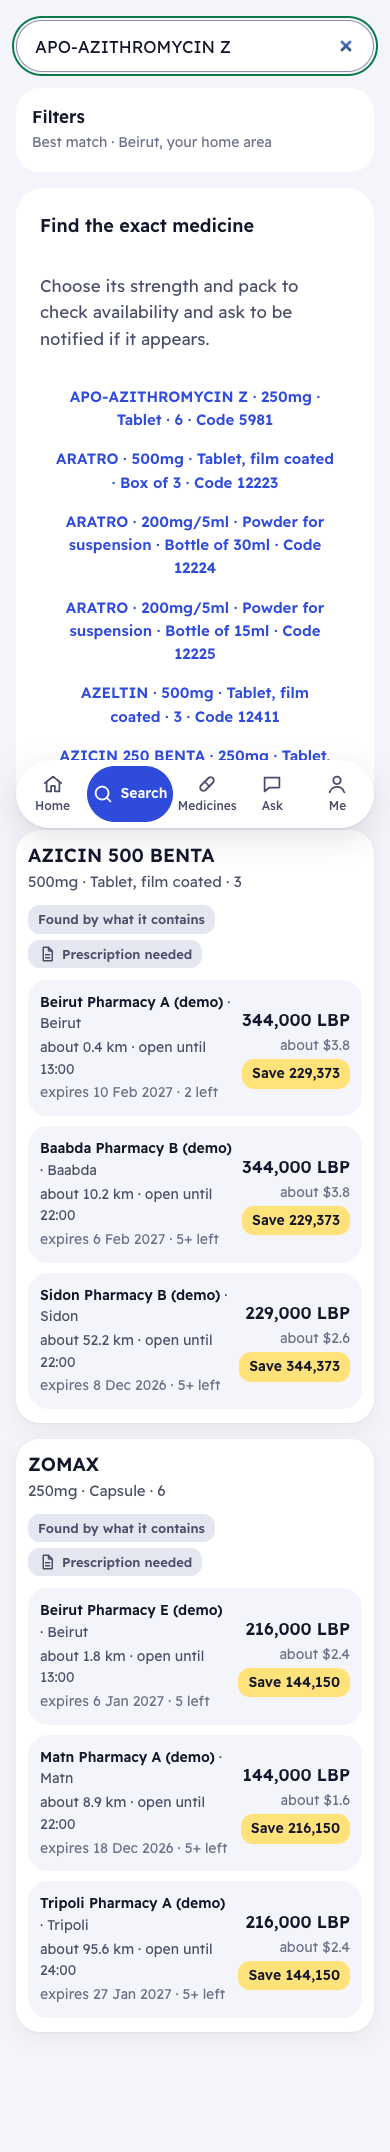 APO-AZITHROMYCIN Z
Filters
Best match · Beirut, your home area
Find the exact medicine
Choose its strength and pack to
check availability and ask to be
notified if it appears.
APO-AZITHROMYCIN Z · 250mg ·
Tablet · 6 · Code 5981
ARATRO · 500mg · Tablet, film coated
· Box of 3 · Code 12223
ARATRO · 200mg/5ml · Powder for
suspension · Bottle of 30ml · Code
12224
ARATRO · 200mg/5ml · Powder for
suspension · Bottle of 15ml · Code
12225
AZELTIN · 500mg · Tablet, film
coated · 3 · Code 12411
AZICIN 250 BENTA · 250mg · Tablet,
Home
Search
Medicines
Ask
Me
AZICIN 500 BENTA
500mg · Tablet, film coated · 3
Found by what it contains
Prescription needed
Beirut Pharmacy A (demo) ·
Beirut
about 0.4 km · open until
13:00
expires 10 Feb 2027 · 2 left
344,000 LBP
about $3.8
Save 229,373
Baabda Pharmacy B (demo)
· Baabda
about 10.2 km · open until
22:00
expires 6 Feb 2027 · 5+ left
344,000 LBP
about $3.8
Save 229,373
Sidon Pharmacy B (demo) ·
Sidon
about 52.2 km · open until
22:00
expires 8 Dec 2026 · 5+ left
229,000 LBP
about $2.6
Save 344,373
ZOMAX
250mg · Capsule · 6
Found by what it contains
Prescription needed
Beirut Pharmacy E (demo)
· Beirut
about 1.8 km · open until
13:00
expires 6 Jan 2027 · 5 left
216,000 LBP
about $2.4
Save 144,150
Matn Pharmacy A (demo) ·
Matn
about 8.9 km · open until
22:00
expires 18 Dec 2026 · 5+ left
144,000 LBP
about $1.6
Save 216,150
Tripoli Pharmacy A (demo)
· Tripoli
about 95.6 km · open until
24:00
expires 27 Jan 2027 · 5+ left
216,000 LBP
about $2.4
Save 144,150